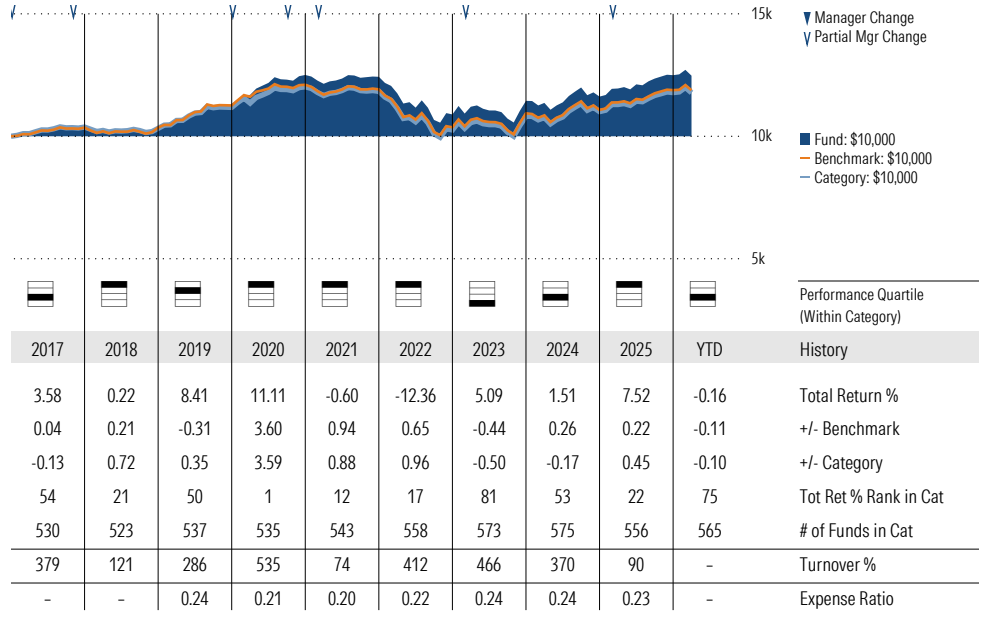 15k
▼ Manager Change
∨ Partial Mgr Change
10k
Fund: $10,000
Benchmark: $10,000
Category: $10,000
5k
Performance Quartile
(Within Category)
2017 2018 2019 2020 2021 2022 2023 2024 2025 YTD History
3.58 0.22 8.41 11.11 -0.60 -12.36 5.09 1.51 7.52 -0.16 Total Return %
0.04 0.21 -0.31 3.60 0.94 0.65 -0.44 0.26 0.22 -0.11 +/- Benchmark
-0.13 0.72 0.35 3.59 0.88 0.96 -0.50 -0.17 0.45 -0.10 +/- Category
54 21 50 1 12 17 81 53 22 75 Tot Ret % Rank in Cat
530 523 537 535 543 558 573 575 556 565 # of Funds in Cat
379 121 286 535 74 412 466 370 90 – Turnover %
– – 0.24 0.21 0.20 0.22 0.24 0.24 0.23 – Expense Ratio